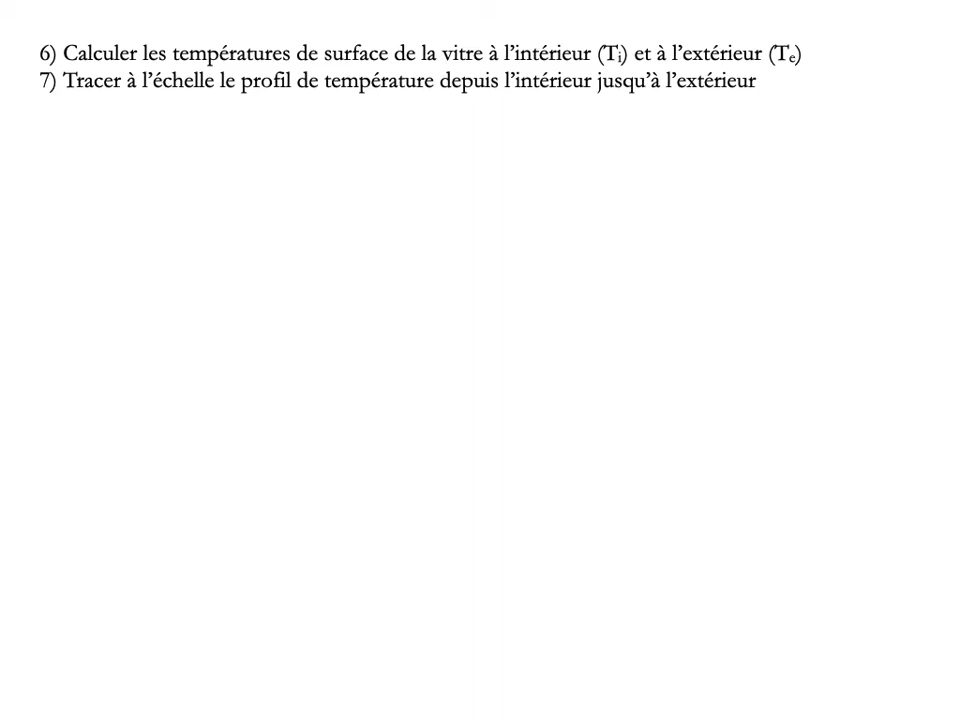 6) Calculer les températures de surface de la vitre à l’intérieur (Tᵢ) et à l’extérieur (Tₑ)
7) Tracer à l’échelle le profil de température depuis l’intérieur jusqu’à l’extérieur